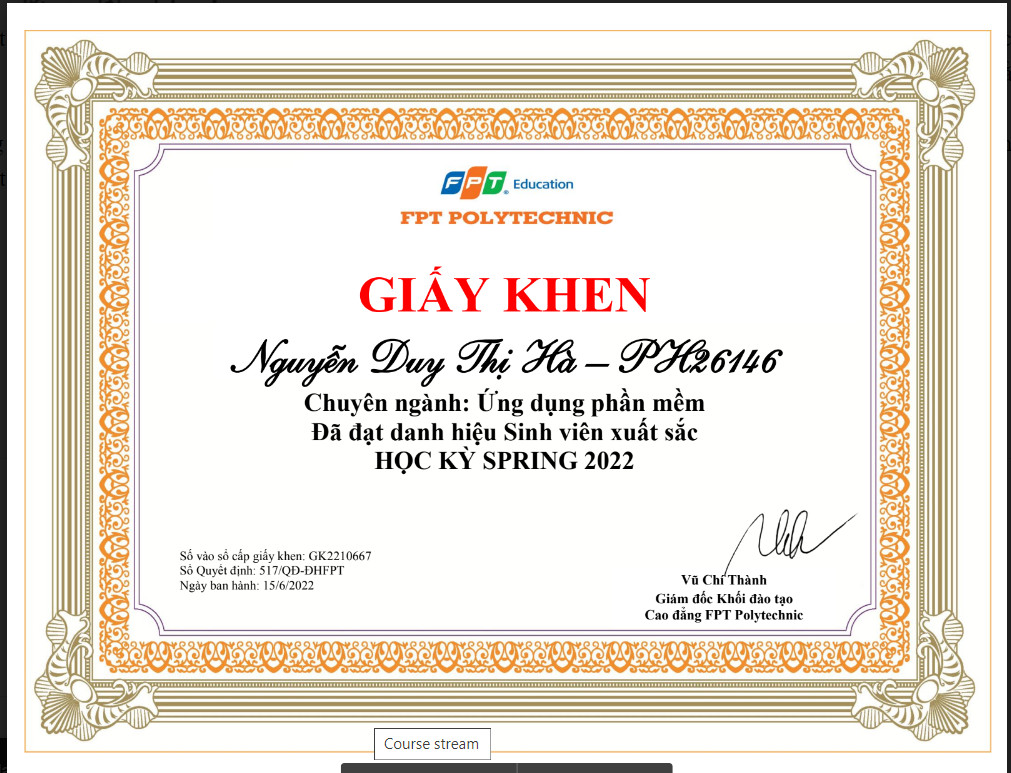 FPT Education
FPT POLYTECHNIC
GIẤY KHEN
Nguyễn Duy Thị Hà – PH26146
Chuyên ngành: Ứng dụng phần mềm
Đã đạt danh hiệu Sinh viên xuất sắc
HỌC KỲ SPRING 2022
Số vào sổ cấp giấy khen: GK2210667
Số Quyết định: 517/QĐ-ĐHFPT
Ngày ban hành: 15/6/2022
Vũ Chí Thành
Giám đốc Khối đào tạo
Cao đẳng FPT Polytechnic
Course stream